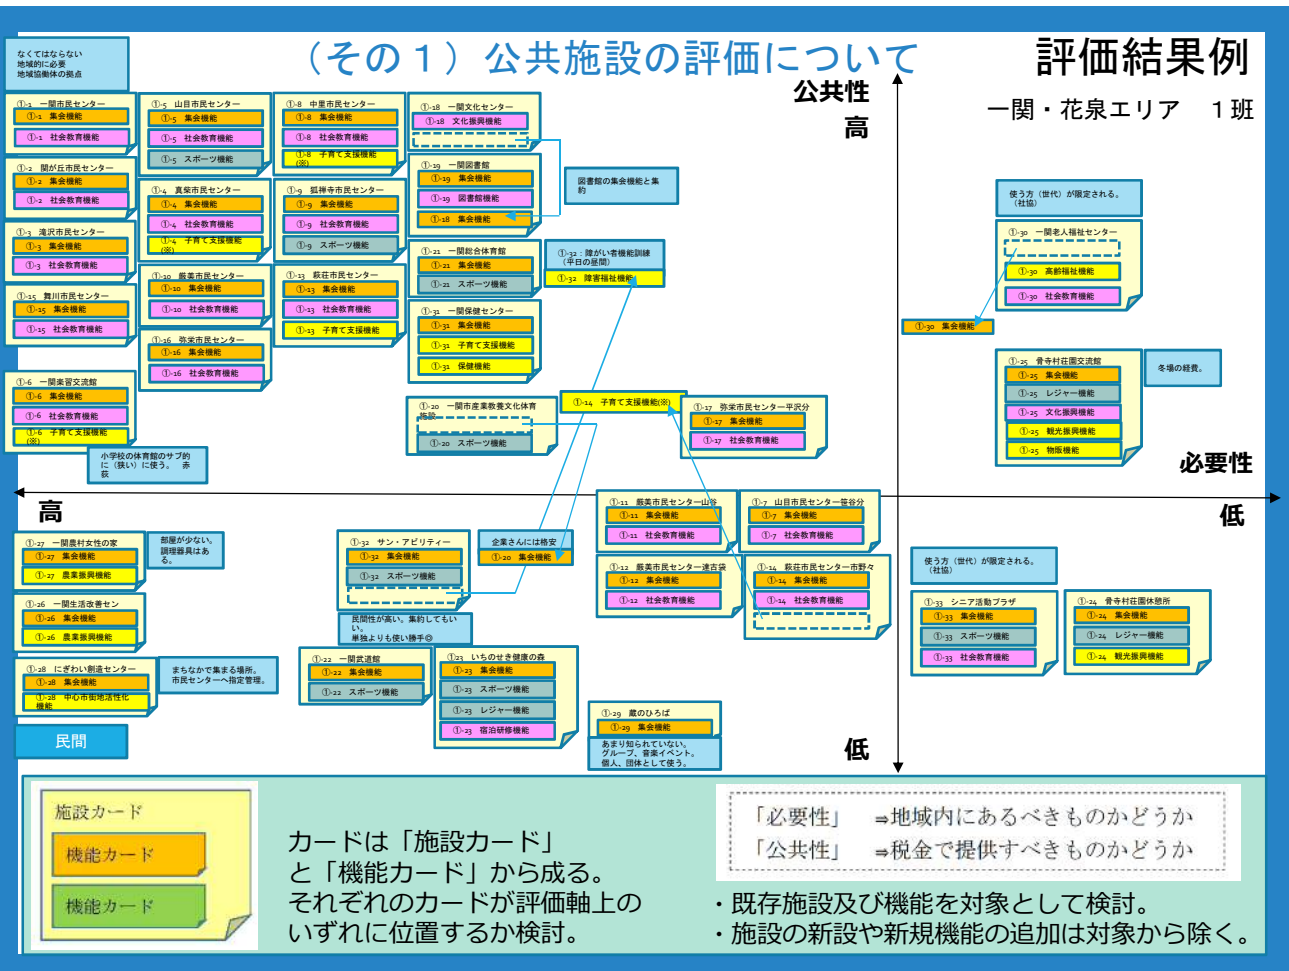 （その１）公共施設の評価について
評価結果例
一関・花泉エリア　１班
なくてはならない
地域的に必要
地域協働体の拠点
公共性
高
①-1　一関市民センター
①-1　集会機能
①-1　社会教育機能
①-2　関が丘市民センター
①-2　集会機能
①-2　社会教育機能
①-3　滝沢市民センター
①-3　集会機能
①-3　社会教育機能
①-15　舞川市民センター
①-15　集会機能
①-15　社会教育機能
①-6　一関楽習交流館
①-6　集会機能
①-6　社会教育機能
①-6　子育て支援機能
(※)
小学校の体育館のサブ的
に（狭い）に使う。　赤
荻
①-5　山目市民センター
①-5　集会機能
①-5　社会教育機能
①-5　スポーツ機能
①-4　真柴市民センター
①-4　集会機能
①-4　社会教育機能
①-4　子育て支援機能
(※)
①-10　厳美市民センター
①-10　集会機能
①-10　社会教育機能
①-16　弥栄市民センター
①-16　集会機能
①-16　社会教育機能
①-8　中里市民センター
①-8　集会機能
①-8　社会教育機能
①-8　子育て支援機能
(※)
①-9　狐禅寺市民センター
①-9　集会機能
①-9　社会教育機能
①-9　スポーツ機能
①-13　萩荘市民センター
①-13　集会機能
①-13　社会教育機能
①-13　子育て支援機能
①-18　一関文化センター
①-18　文化振興機能
①-19　一関図書館
①-19　集会機能
①-19　図書館機能
①-18　集会機能
図書館の集会機能と集
約
①-21　一関総合体育館
①-21　集会機能
①-21　スポーツ機能
①-32：障がい者機能訓練
（平日の昼間）
①-32　障害福祉機能
①-31　一関保健センター
①-31　集会機能
①-31　子育て支援機能
①-31　保健機能
①-20　一関市産業教養文化体育
施設
①-20　スポーツ機能
①-14　子育て支援機能(※)
①-17　弥栄市民センター平沢分
①-17　集会機能
①-17　社会教育機能
使う方（世代）が限定される。
（社協）
①-30　一関老人福祉センター
①-30　高齢福祉機能
①-30　社会教育機能
①-30　集会機能
①-25　骨寺村荘園交流館
①-25　集会機能
①-25　レジャー機能
①-25　文化振興機能
①-25　観光振興機能
①-25　物販機能
冬場の経費。
必要性
高
低
①-27　一関農村女性の家
①-27　集会機能
①-27　農業振興機能
部屋が少ない。
調理器具はあ
る。
①-26　一関生活改善セン
①-26　集会機能
①-26　農業振興機能
①-28　にぎわい創造センター
①-28　集会機能
①-28　中心市街地活性化
機能
まちなかで集まる場所。
市民センターへ指定管理。
民間
①-32　サン・アビリティー
①-32　集会機能
①-32　スポーツ機能
民間性が高い。集約してもい
い。
単独よりも使い勝手◎
企業さんには格安
①-20　集会機能
①-22　一関武道館
①-22　集会機能
①-22　スポーツ機能
①-23　いちのせき健康の森
①-23　集会機能
①-23　スポーツ機能
①-23　レジャー機能
①-23　宿泊研修機能
①-11　厳美市民センター山谷
①-11　集会機能
①-11　社会教育機能
①-7　山目市民センター笹谷分
①-7　集会機能
①-7　社会教育機能
①-12　厳美市民センター達古袋
①-12　集会機能
①-12　社会教育機能
①-14　萩荘市民センター市野々
①-14　集会機能
①-14　社会教育機能
①-29　蔵のひろば
①-29　集会機能
あまり知られていない。
グループ、音楽イベント。
個人、団体として使う。
使う方（世代）が限定される。
（社協）
①-33　シニア活動プラザ
①-33　集会機能
①-33　スポーツ機能
①-33　社会教育機能
①-24　骨寺村荘園休憩所
①-24　集会機能
①-24　レジャー機能
①-24　観光振興機能
低
施設カード
機能カード
機能カード
カードは「施設カード」
と「機能カード」から成る。
それぞれのカードが評価軸上の
いずれに位置するか検討。
「必要性」　⇒地域内にあるべきものかどうか
「公共性」　⇒税金で提供すべきものかどうか
・既存施設及び機能を対象として検討。
・施設の新設や新規機能の追加は対象から除く。